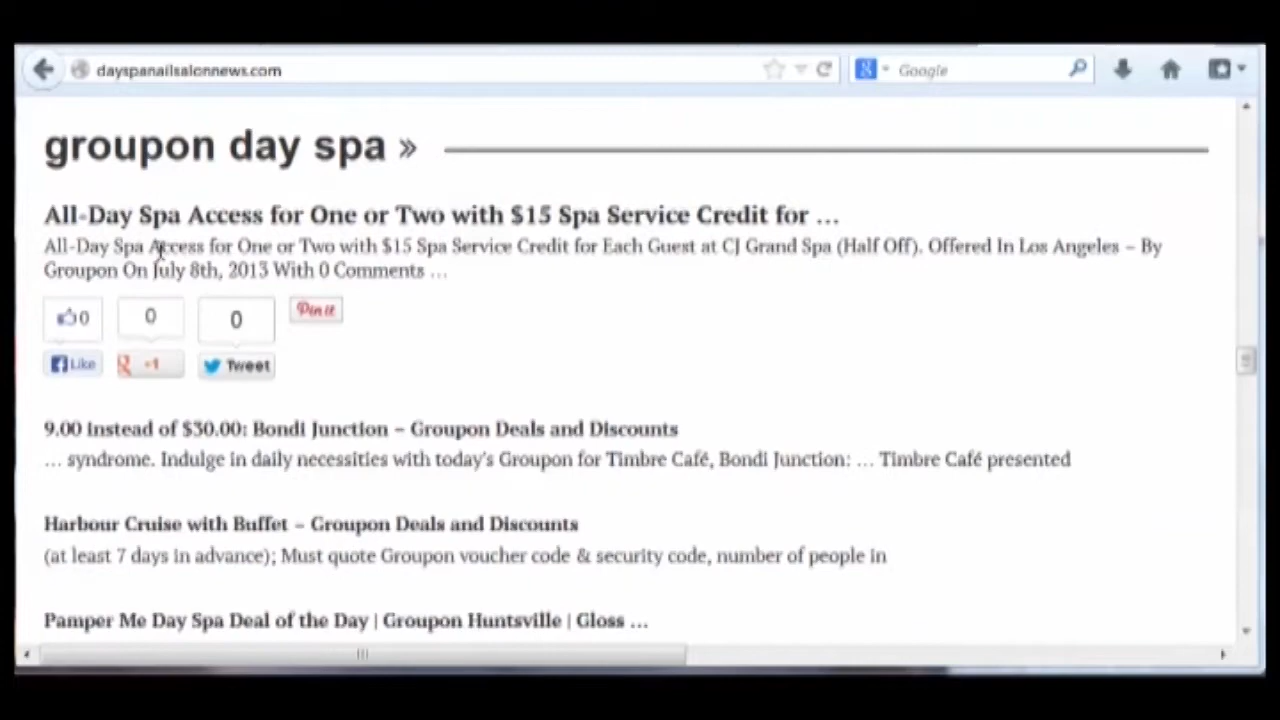 dayspanailsalonnews.com
Google
groupon day spa »
All-Day Spa Access for One or Two with $15 Spa Service Credit for …
All-Day Spa Access for One or Two with $15 Spa Service Credit for Each Guest at CJ Grand Spa (Half Off). Offered In Los Angeles – By
Groupon On July 8th, 2013 With 0 Comments …
0 0 0 Pin it
Like +1 Tweet
9.00 Instead of $30.00: Bondi Junction – Groupon Deals and Discounts
… syndrome. Indulge in daily necessities with today's Groupon for Timbre Café, Bondi Junction: … Timbre Café presented
Harbour Cruise with Buffet – Groupon Deals and Discounts
(at least 7 days in advance); Must quote Groupon voucher code & security code, number of people in
Pamper Me Day Spa Deal of the Day | Groupon Huntsville | Gloss …